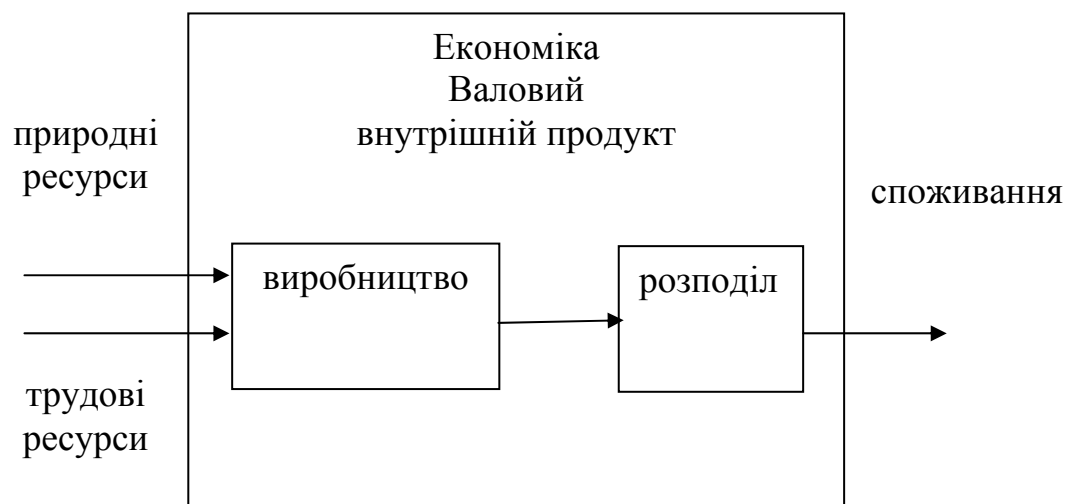 Економіка
Валовий
внутрішній продукт
природні
ресурси
споживання
виробництво
розподіл
трудові
ресурси